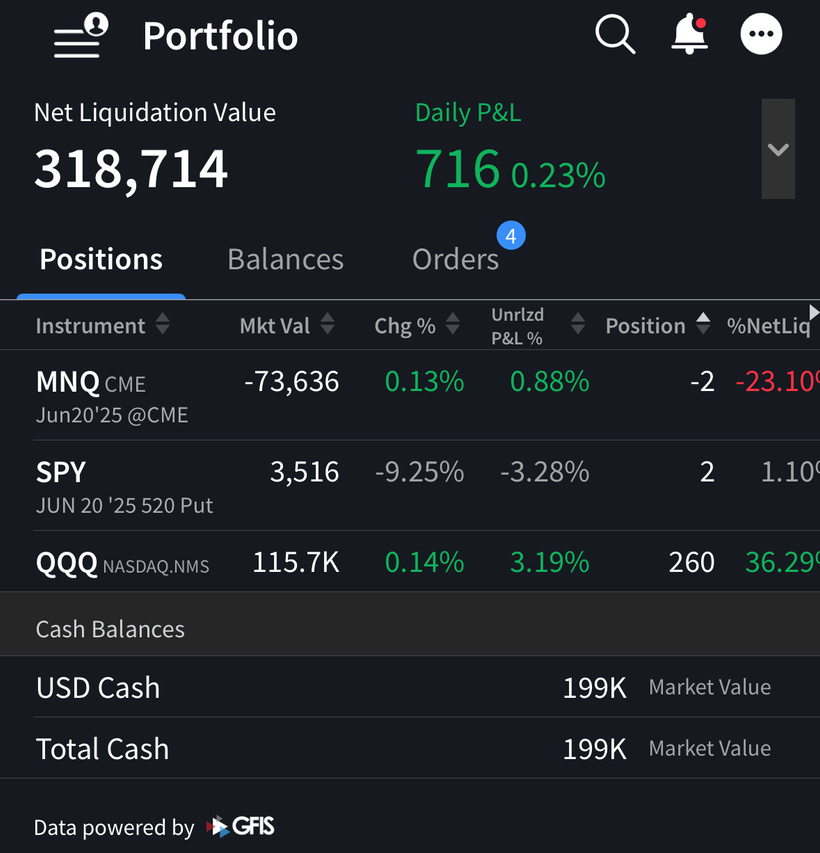 Portfolio
Net Liquidation Value Daily P&L
318,714 716 0.23%
4
Positions Balances Orders
Instrument Mkt Val Chg % Unrlzd P&L % Position %NetLiq
MNQ CME -73,636 0.13% 0.88% -2 -23.10%
Jun20'25 @CME
SPY 3,516 -9.25% -3.28% 2 1.10%
JUN 20 '25 520 Put
QQQ NASDAQ.NMS 115.7K 0.14% 3.19% 260 36.29%
Cash Balances
USD Cash 199K Market Value
Total Cash 199K Market Value
Data powered by GFIS